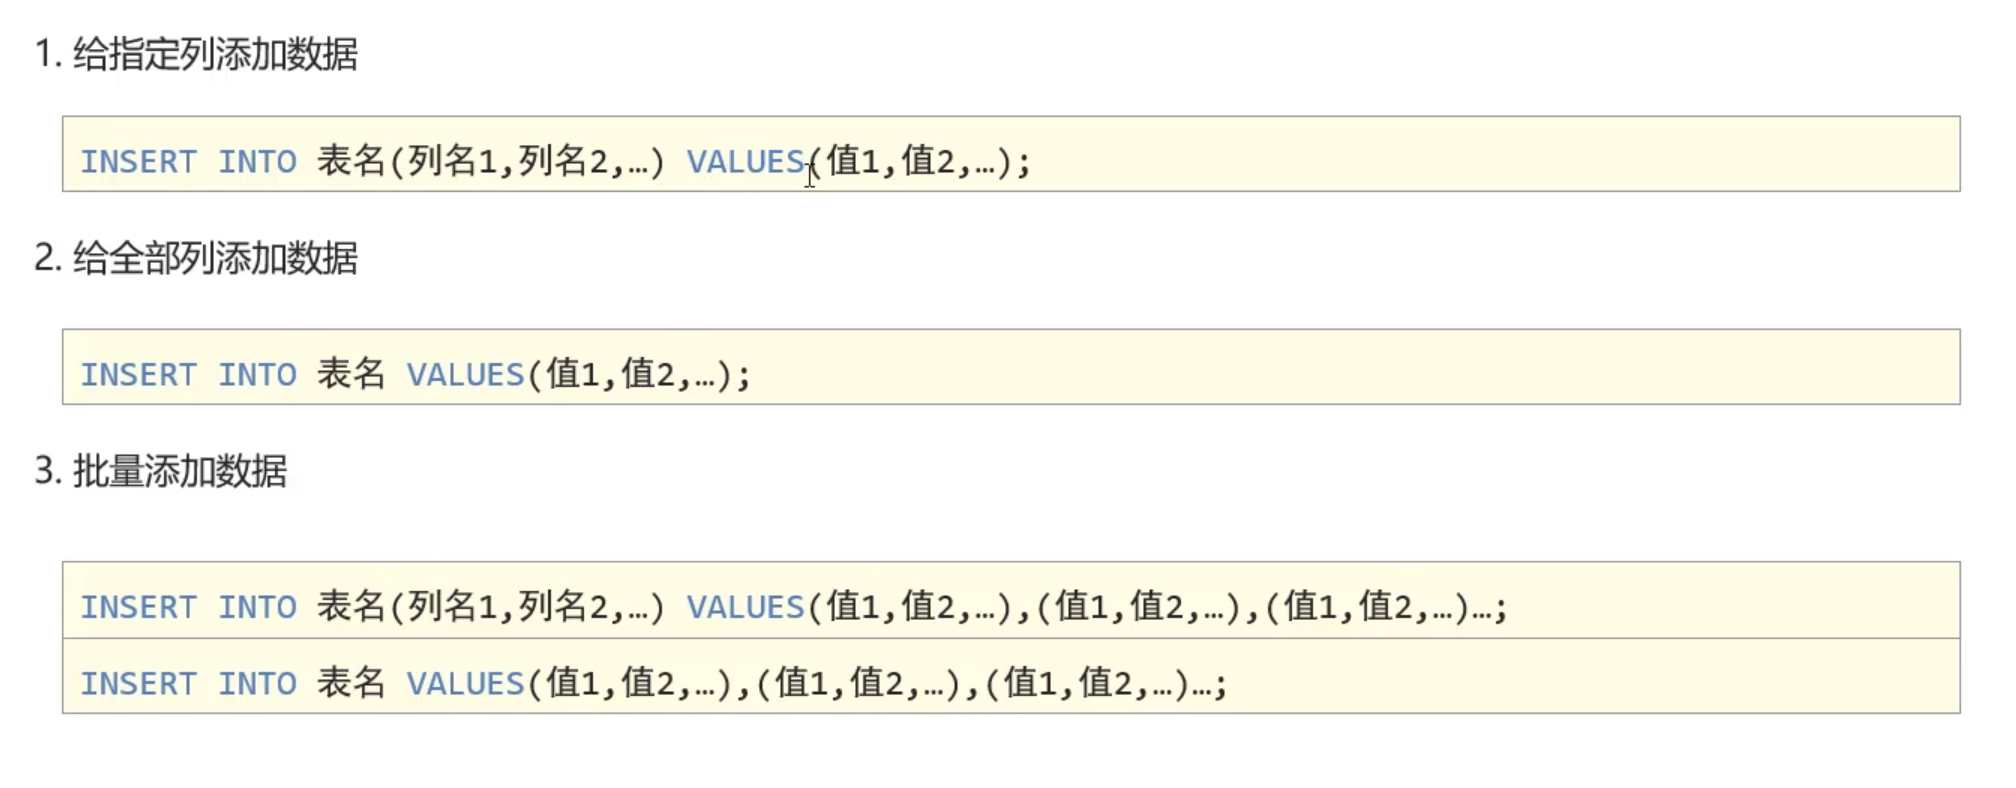 1. 给指定列添加数据
INSERT INTO 表名(列名1,列名2,…) VALUES(值1,值2,…);
2. 给全部列添加数据
INSERT INTO 表名 VALUES(值1,值2,…);
3. 批量添加数据
INSERT INTO 表名(列名1,列名2,…) VALUES(值1,值2,…),(值1,值2,…),(值1,值2,…)…;
INSERT INTO 表名 VALUES(值1,值2,…),(值1,值2,…),(值1,值2,…)…;